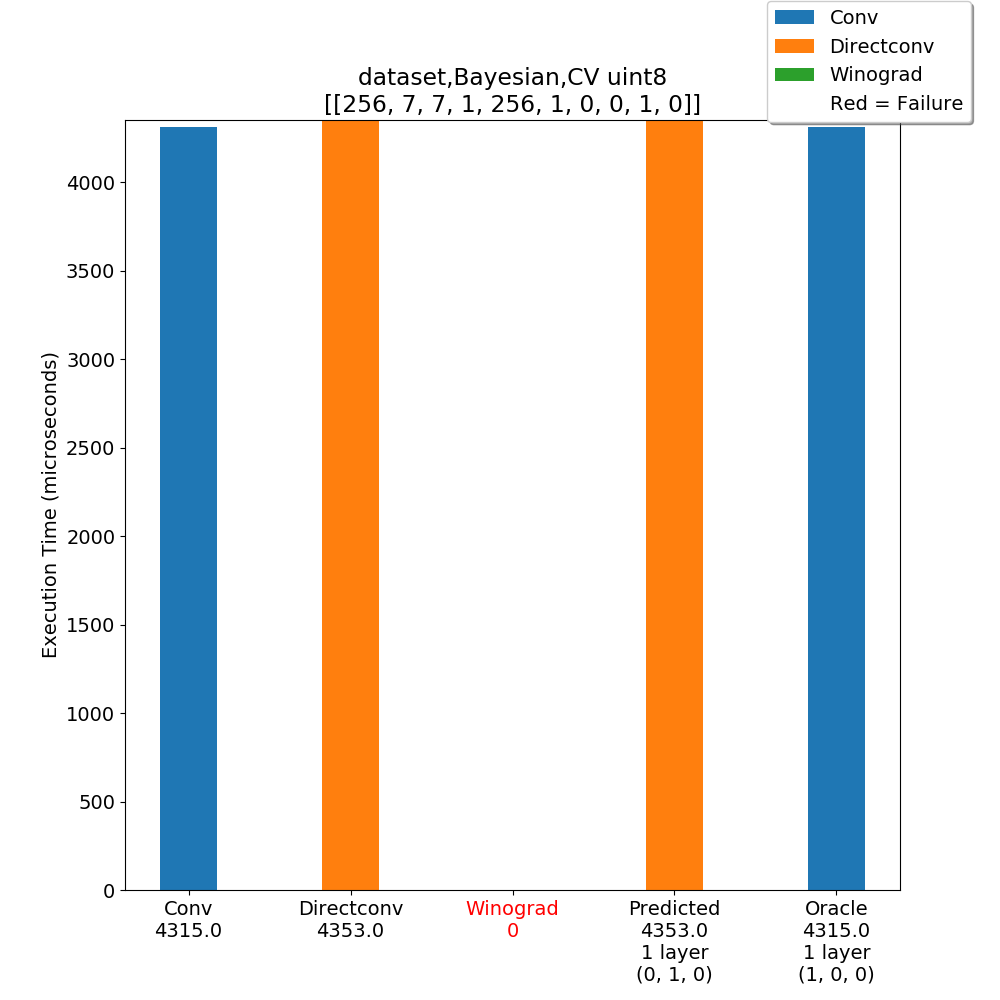 Conv
Directconv
Winograd
Red = Failure
dataset,Bayesian,CV uint8
[[256, 7, 7, 1, 256, 1, 0, 0, 1, 0]]
Execution Time (microseconds)
4000
3500
3000
2500
2000
1500
1000
500
0
Conv
4315.0
Directconv
4353.0
Winograd
0
Predicted
4353.0
1 layer
(0, 1, 0)
Oracle
4315.0
1 layer
(1, 0, 0)